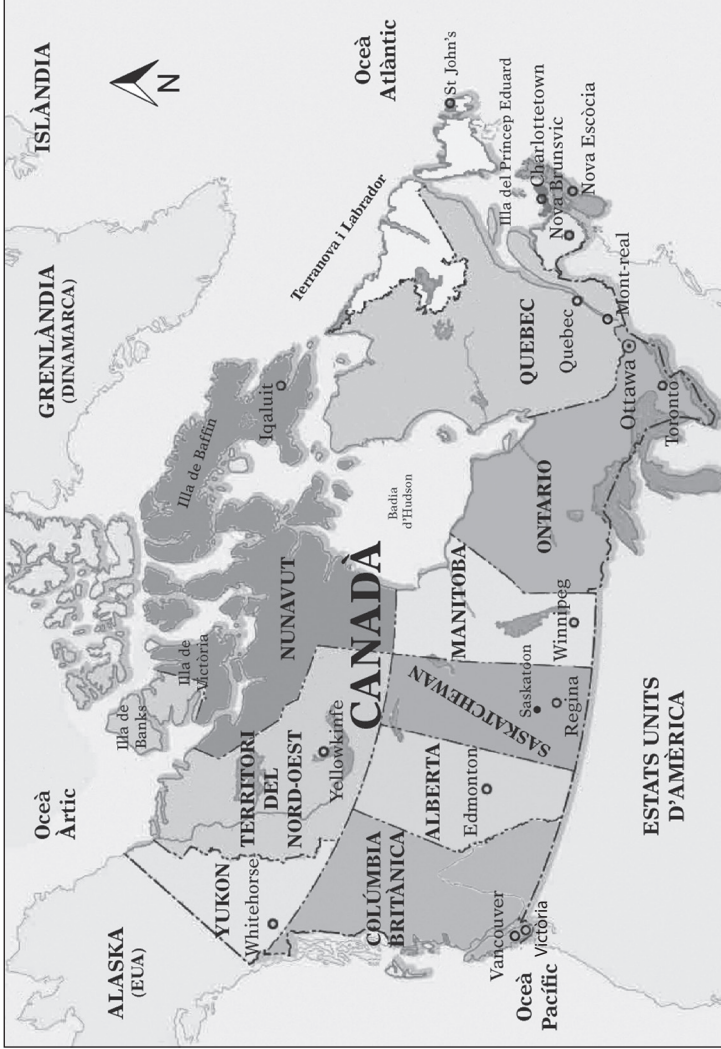 ALASKA
(EUA)
Oceà
Àrtic
GRENLÀNDIA
(DINAMARCA)
ISLÀNDIA
N
Illa de
Banks
Illa de
Victòria
Illa de Baffin
Iqaluit
YUKON
Whitehorse
TERRITORI
DEL
NORD-OEST
Yellowkinfe
NUNAVUT
CANADÀ
Badia
d'Hudson
Terranova i Labrador
Oceà
Atlàntic
St John's
COLÚMBIA
BRITÀNICA
ALBERTA
Edmonton
SASKATCHEWAN
Saskatoon
Regina
MANITOBA
Winnipeg
ONTARIO
QUEBEC
Quebec
Mont-real
Ottawa
Toronto
Illa del Príncep Eduard
Charlottetown
Nova Brunsvic
Nova Escòcia
Vancouver
Victòria
Oceà
Pacífic
ESTATS UNITS
D'AMÈRICA